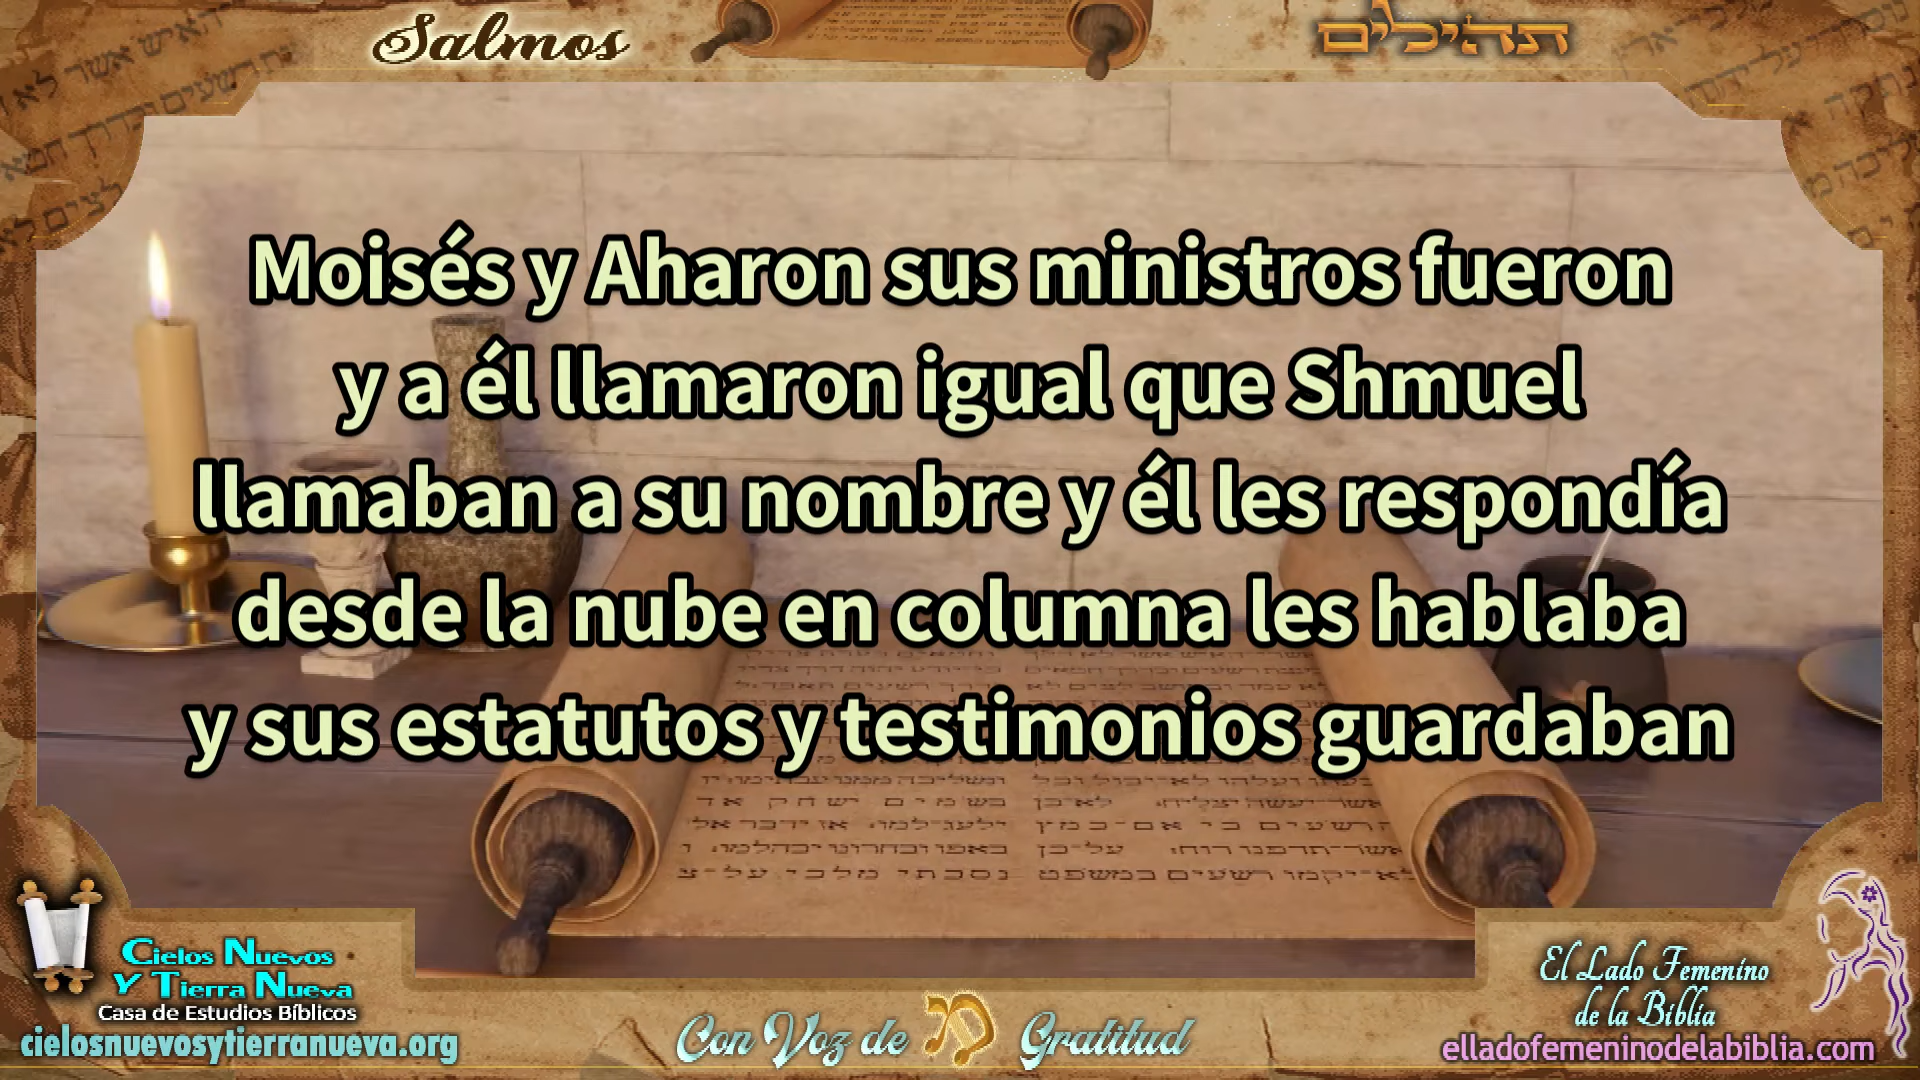 Salmos
תהילים
Moisés y Aharon sus ministros fueron
y a él llamaron igual que Shmuel
llamaban a su nombre y él les respondía
desde la nube en columna les hablaba
y sus estatutos y testimonios guardaban
Cielos Nuevos
Y Tierra Nueva
Casa de Estudios Bíblicos
cielosnuevosytierranueva.org
Con Voz de Gratitud
El Lado Femenino
de la Biblia
elladofemeninodelabiblia.com